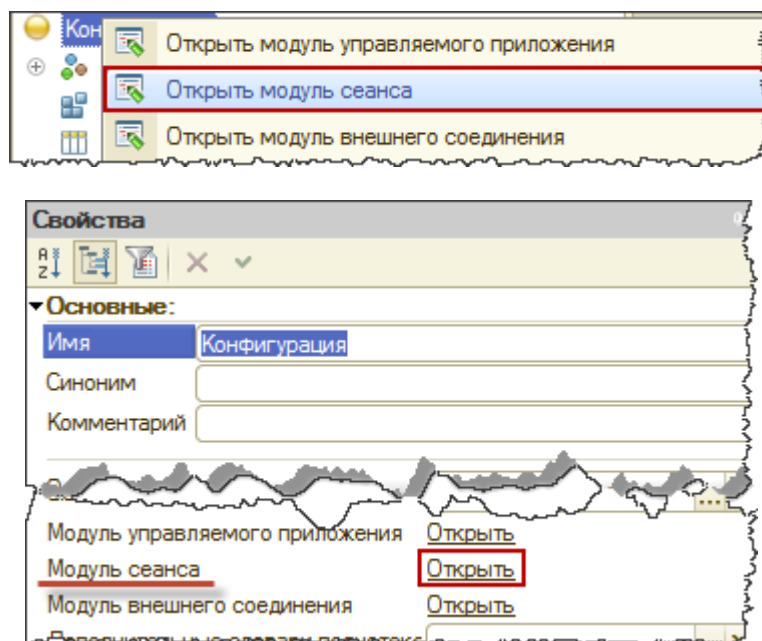 Кон
Открыть модуль управляемого приложения
Открыть модуль сеанса
Открыть модуль внешнего соединения
Свойства
Основные:
Имя Конфигурация
Синоним
Комментарий
...
Модуль управляемого приложения Открыть
Модуль сеанса Открыть
Модуль внешнего соединения Открыть